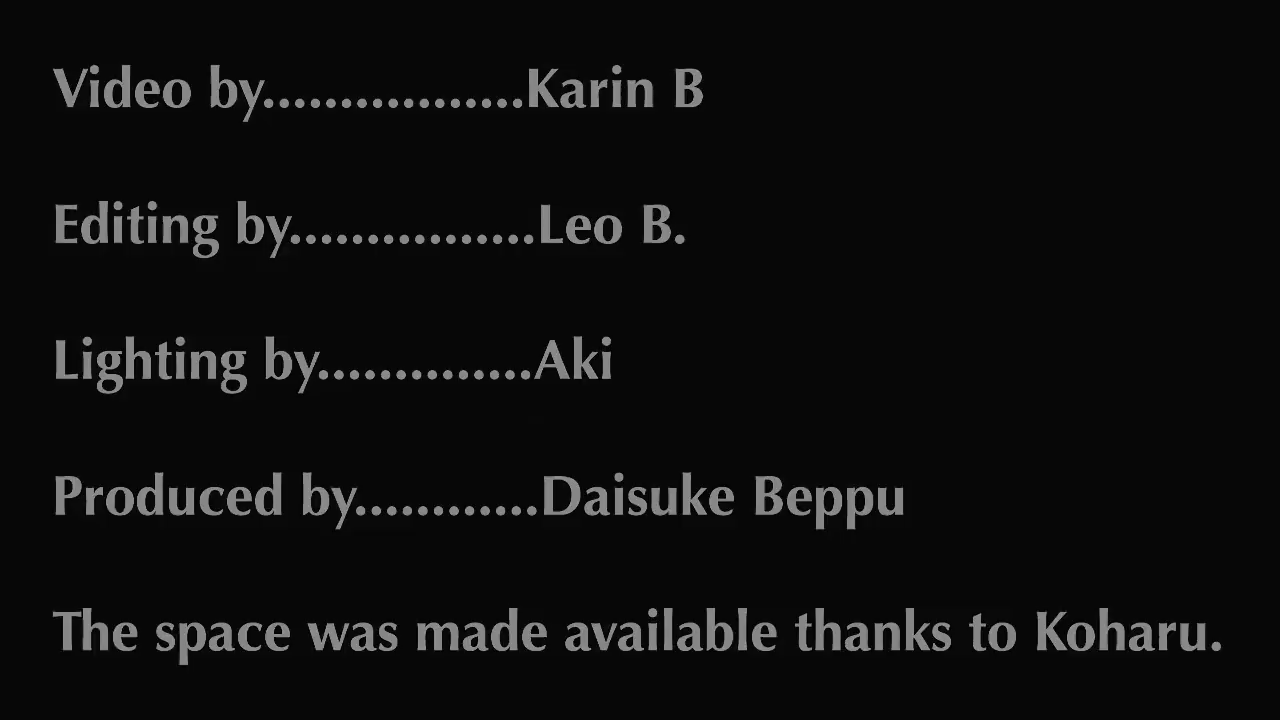 Video by.................Karin B
Editing by................Leo B.
Lighting by..............Aki
Produced by............Daisuke Beppu
The space was made available thanks to Koharu.